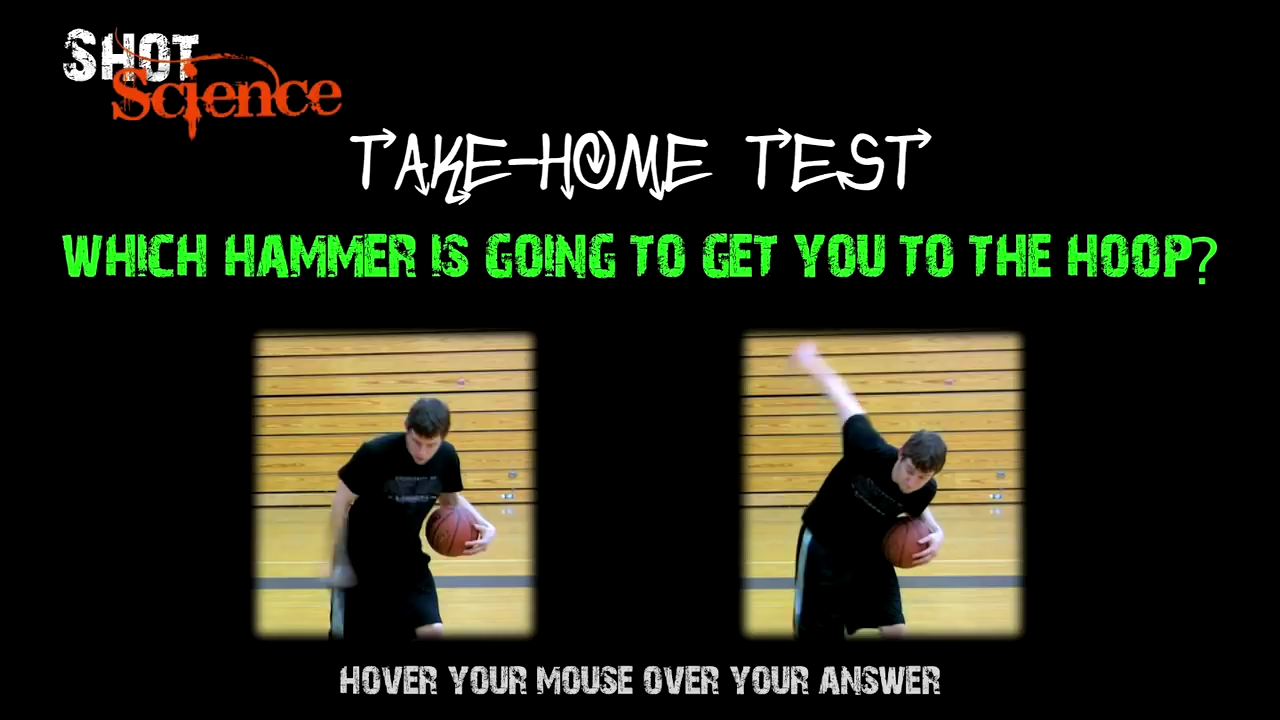 SHOT
Science
TAKE-HOME TEST
WHICH HAMMER IS GOING TO GET YOU TO THE HOOP?
HOVER YOUR MOUSE OVER YOUR ANSWER